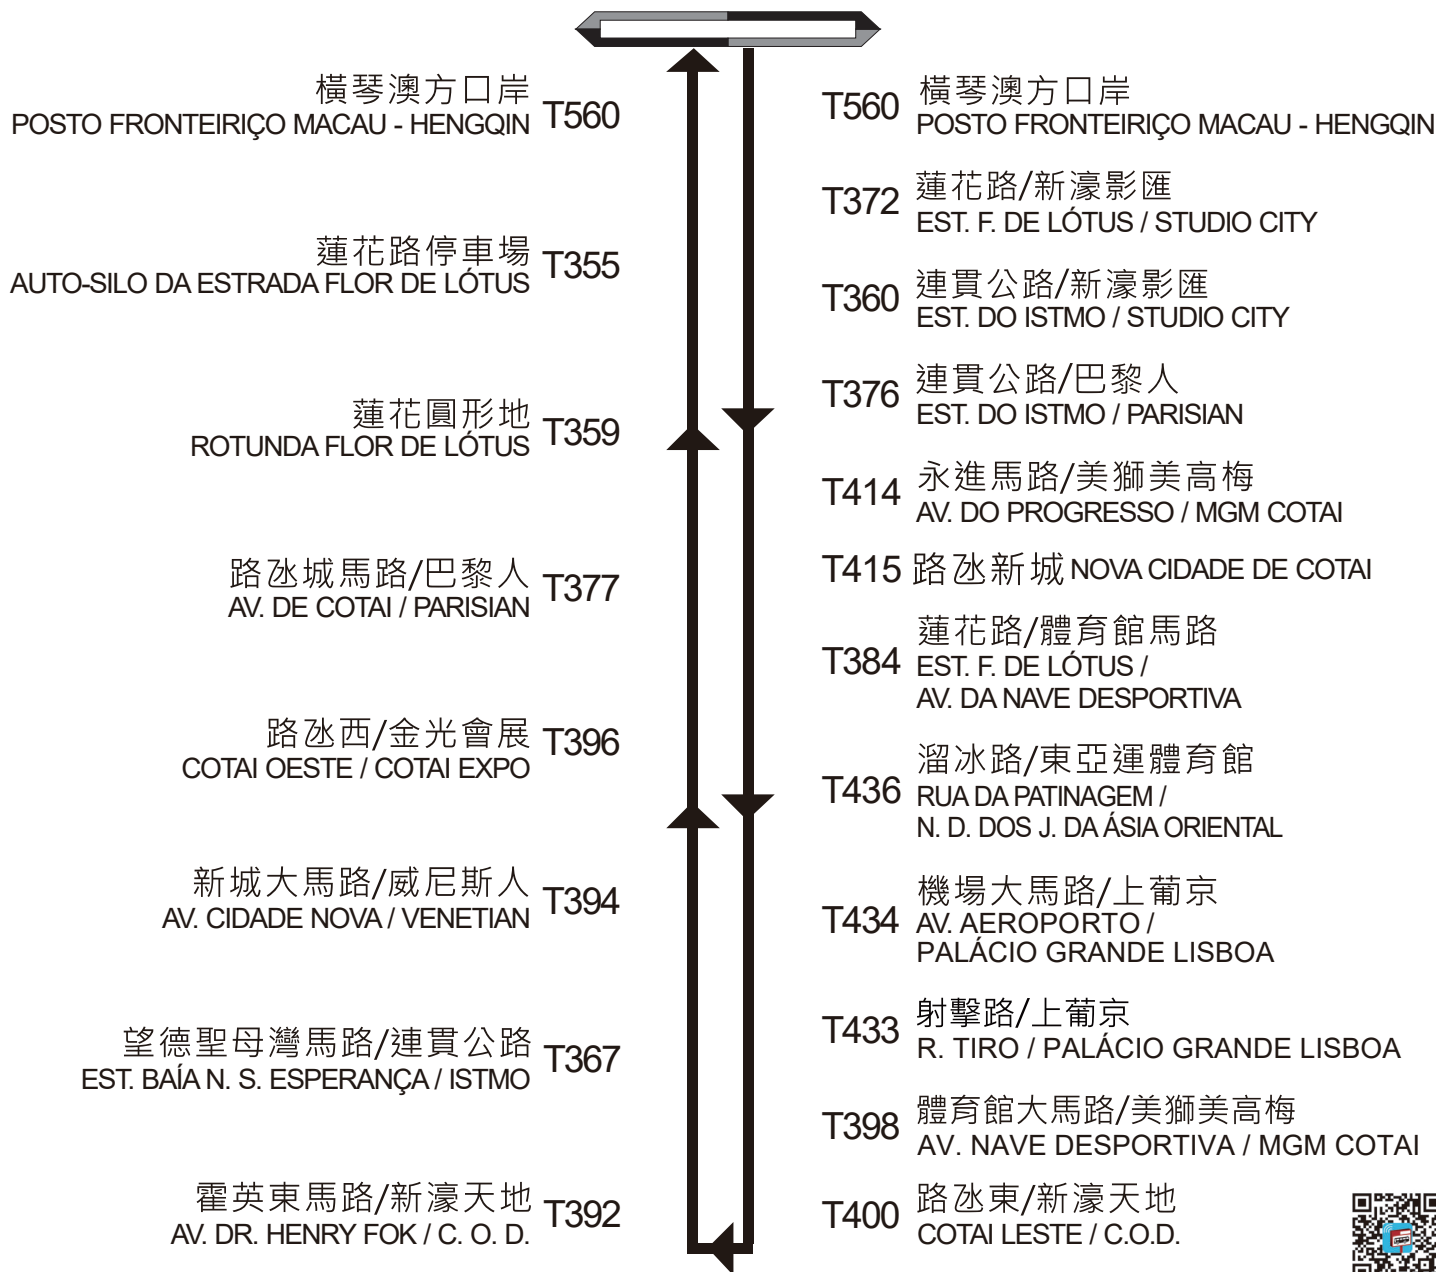 橫琴澳方口岸
POSTO FRONTEIRIÇO MACAU - HENGQIN
T560
蓮花路停車場
AUTO-SILO DA ESTRADA FLOR DE LÓTUS
T355
蓮花圓形地
ROTUNDA FLOR DE LÓTUS
T359
路氹城馬路/巴黎人
AV. DE COTAI / PARISIAN
T377
路氹西/金光會展
COTAI OESTE / COTAI EXPO
T396
新城大馬路/威尼斯人
AV. CIDADE NOVA / VENETIAN
T394
望德聖母灣馬路/連貫公路
EST. BAÍA N. S. ESPERANÇA / ISTMO
T367
霍英東馬路/新濠天地
AV. DR. HENRY FOK / C. O. D.
T392
T560
橫琴澳方口岸
POSTO FRONTEIRIÇO MACAU - HENGQIN
T372
蓮花路/新濠影匯
EST. F. DE LÓTUS / STUDIO CITY
T360
連貫公路/新濠影匯
EST. DO ISTMO / STUDIO CITY
T376
連貫公路/巴黎人
EST. DO ISTMO / PARISIAN
T414
永進馬路/美獅美高梅
AV. DO PROGRESSO / MGM COTAI
T415 路氹新城 NOVA CIDADE DE COTAI
T384
蓮花路/體育館馬路
EST. F. DE LÓTUS /
AV. DA NAVE DESPORTIVA
T436
溜冰路/東亞運體育館
RUA DA PATINAGEM /
N. D. DOS J. DA ÁSIA ORIENTAL
T434
機場大馬路/上葡京
AV. AEROPORTO /
PALÁCIO GRANDE LISBOA
T433
射擊路/上葡京
R. TIRO / PALÁCIO GRANDE LISBOA
T398
體育館大馬路/美獅美高梅
AV. NAVE DESPORTIVA / MGM COTAI
T400
路氹東/新濠天地
COTAI LESTE / C.O.D.